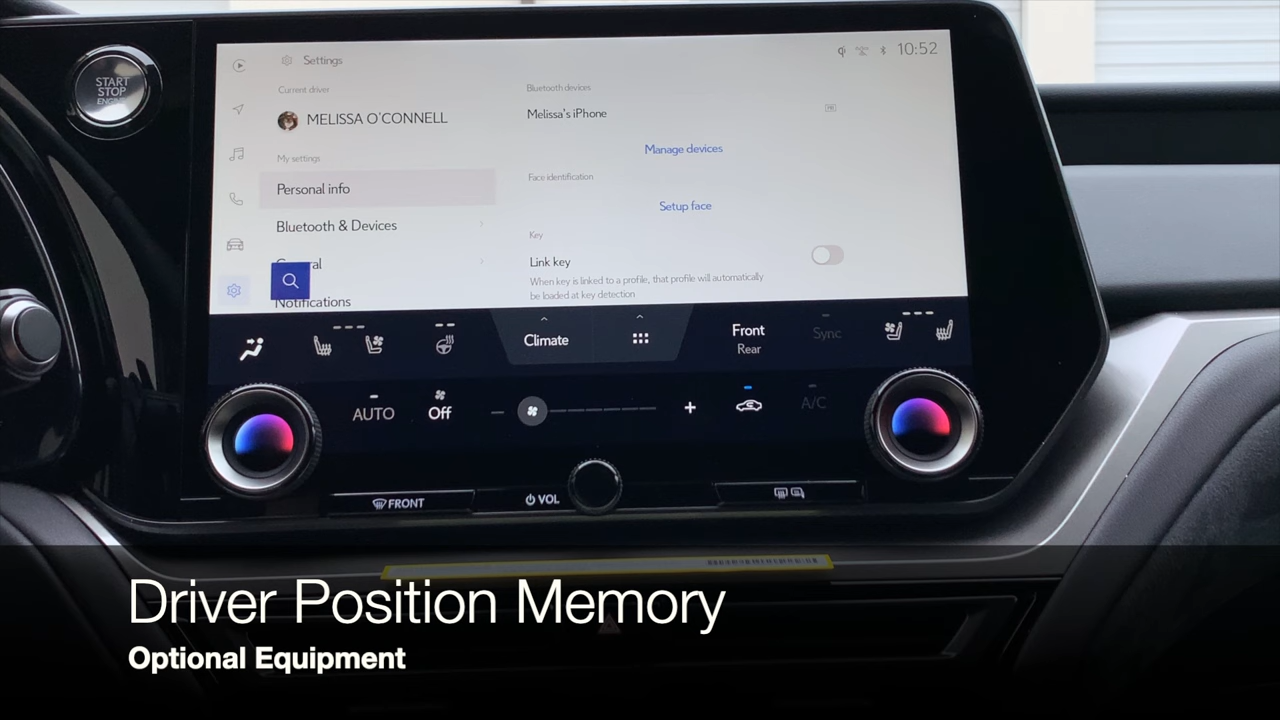 START
STOP
ENGINE
Settings
10:52
Current driver
MELISSA O'CONNELL
My settings
Personal info
Bluetooth & Devices
Notifications
Bluetooth devices
Melissa's iPhone
Manage devices
Face identification
Setup face
Key
Link key
When key is linked to a profile, that profile will automatically
be loaded at key detection
Climate
Front
Rear
Sync
AUTO
Off
A/C
FRONT
VOL
Driver Position Memory
Optional Equipment